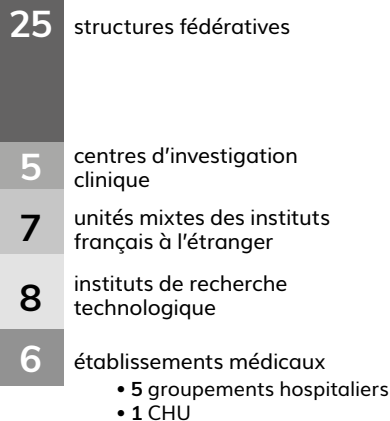 25 structures fédératives
5 centres d’investigation
clinique
7 unités mixtes des instituts
français à l’étranger
8 instituts de recherche
technologique
6 établissements médicaux
• 5 groupements hospitaliers
• 1 CHU